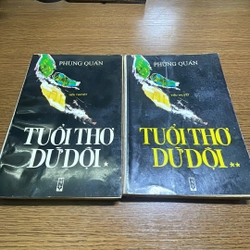 PHÙNG QUÁN
TUỔI THƠ
DỮ DỘI *
PHÙNG QUÁN
TUỔI THƠ
DỮ DỘI **